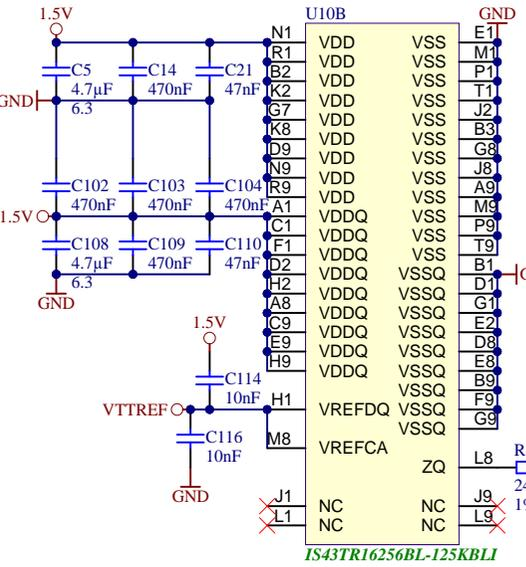 1.5V
U10B
GND
N1 VDD VSS E1
R1 VDD VSS M1
C5 C14 C21 B2 VDD VSS P1
4.7µF 470nF 47nF K2 VDD VSS T1
GND 6.3 G7 VDD VSS J2
K8 VDD VSS B3
D9 VDD VSS G8
N9 VDD VSS J8
C102 C103 C104 R9 VDD VSS A9
470nF 470nF 470nF A1 VDDQ VSS M9
1.5V C1 VDDQ VSS P9
C108 C109 C110 F1 VDDQ VSS T9
4.7µF 470nF 47nF D2 VDDQ VSSQ B1
6.3 H2 VDDQ VSSQ D1
GND A8 VDDQ VSSQ G1
1.5V C9 VDDQ VSSQ E2
E9 VDDQ VSSQ D8
H9 VDDQ VSSQ E8
C114 VSSQ B9
10nF
VTTREF H1 VREFDQ VSSQ F9
VSSQ G9
C116 M8 VREFCA
10nF ZQ L8
GND
J1 NC NC J9
L1 NC NC L9
IS43TR16256BL-125KBLI